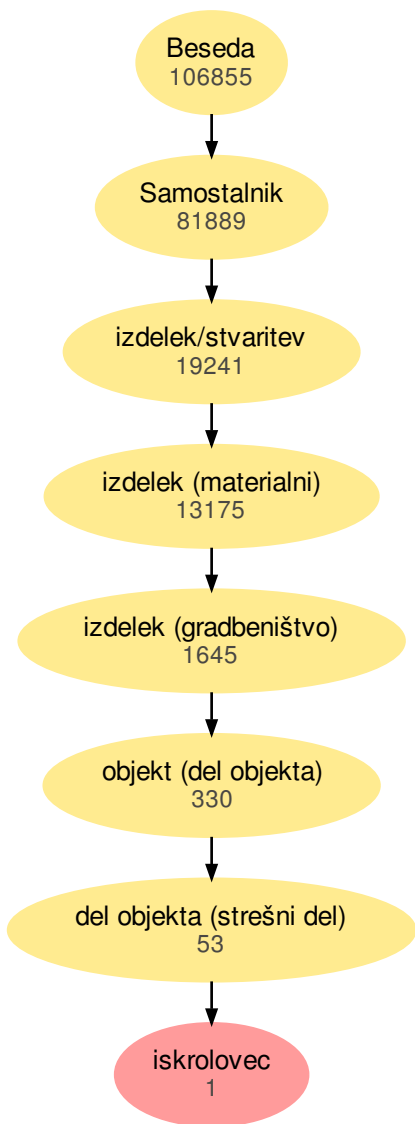 Beseda
106855
Samostalnik
81889
izdelek/stvaritev
19241
izdelek (materialni)
13175
izdelek (gradbeništvo)
1645
objekt (del objekta)
330
del objekta (strešni del)
53
iskrolovec
1